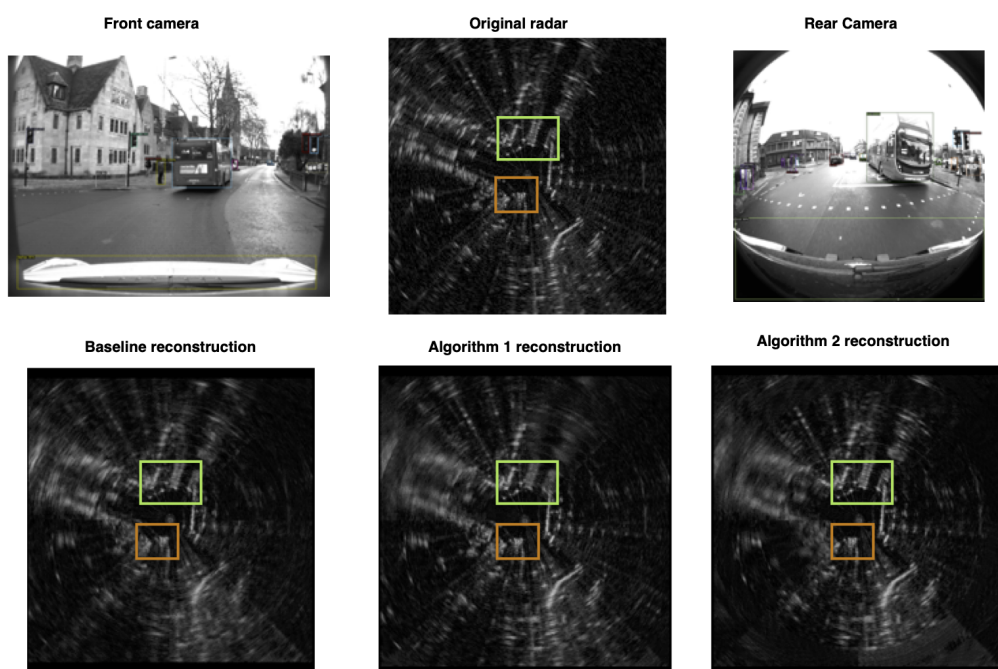 Front camera
Original radar
Rear Camera
Baseline reconstruction
Algorithm 1 reconstruction
Algorithm 2 reconstruction